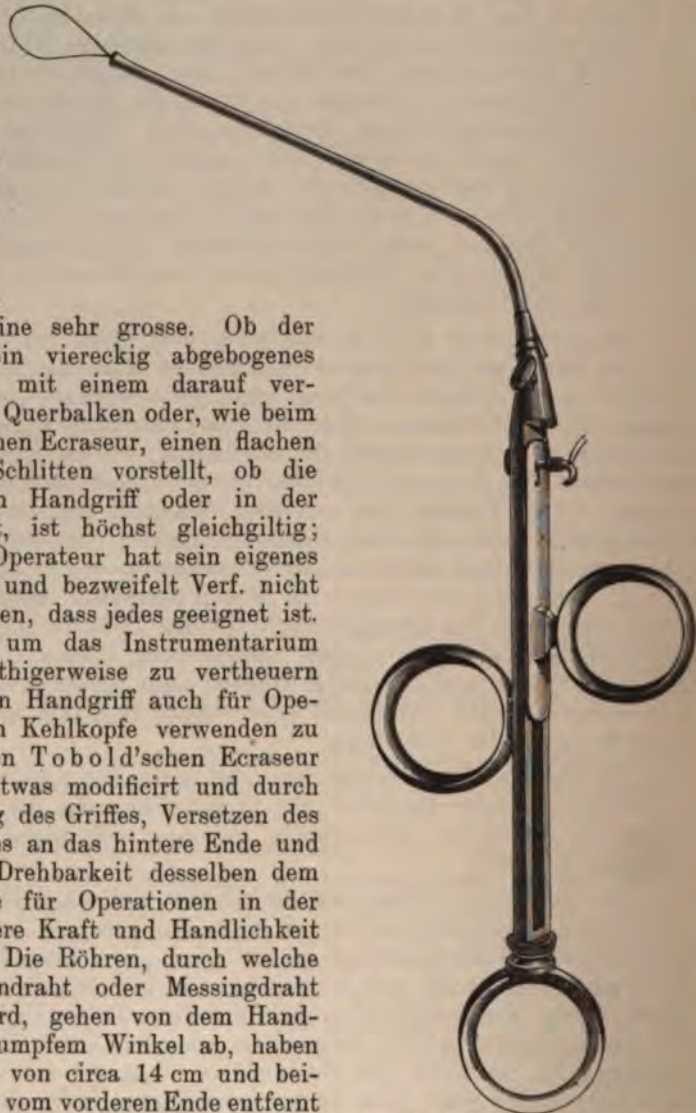 ine sehr grosse. Ob der
in viereckig abgebogenes
mit einem darauf ver-
Querbalken oder, wie beim
hen Ecraseur, einen flachen
Schlitten vorstellt, ob die
n Handgriff oder in der
t, ist höchst gleichgiltig;
Operateur hat sein eigenes
und bezweifelt Verf. nicht
en, dass jedes geeignet ist.
um das Instrumentarium
thigerweise zu vertheuern
n Handgriff auch für Ope-
n Kehlkopfe verwenden zu
n Tobold'schen Ecraseur
etwas modificirt und durch
g des Griffes, Versetzen des
s an das hintere Ende und
Drehbarkeit desselben dem
e für Operationen in der
ere Kraft und Handlichkeit
Die Röhren, durch welche
ndraht oder Messingdraht
rd, gehen von dem Hand-
umpfem Winkel ab, haben
von circa 14 cm und bei-
vom vorderen Ende entfernt